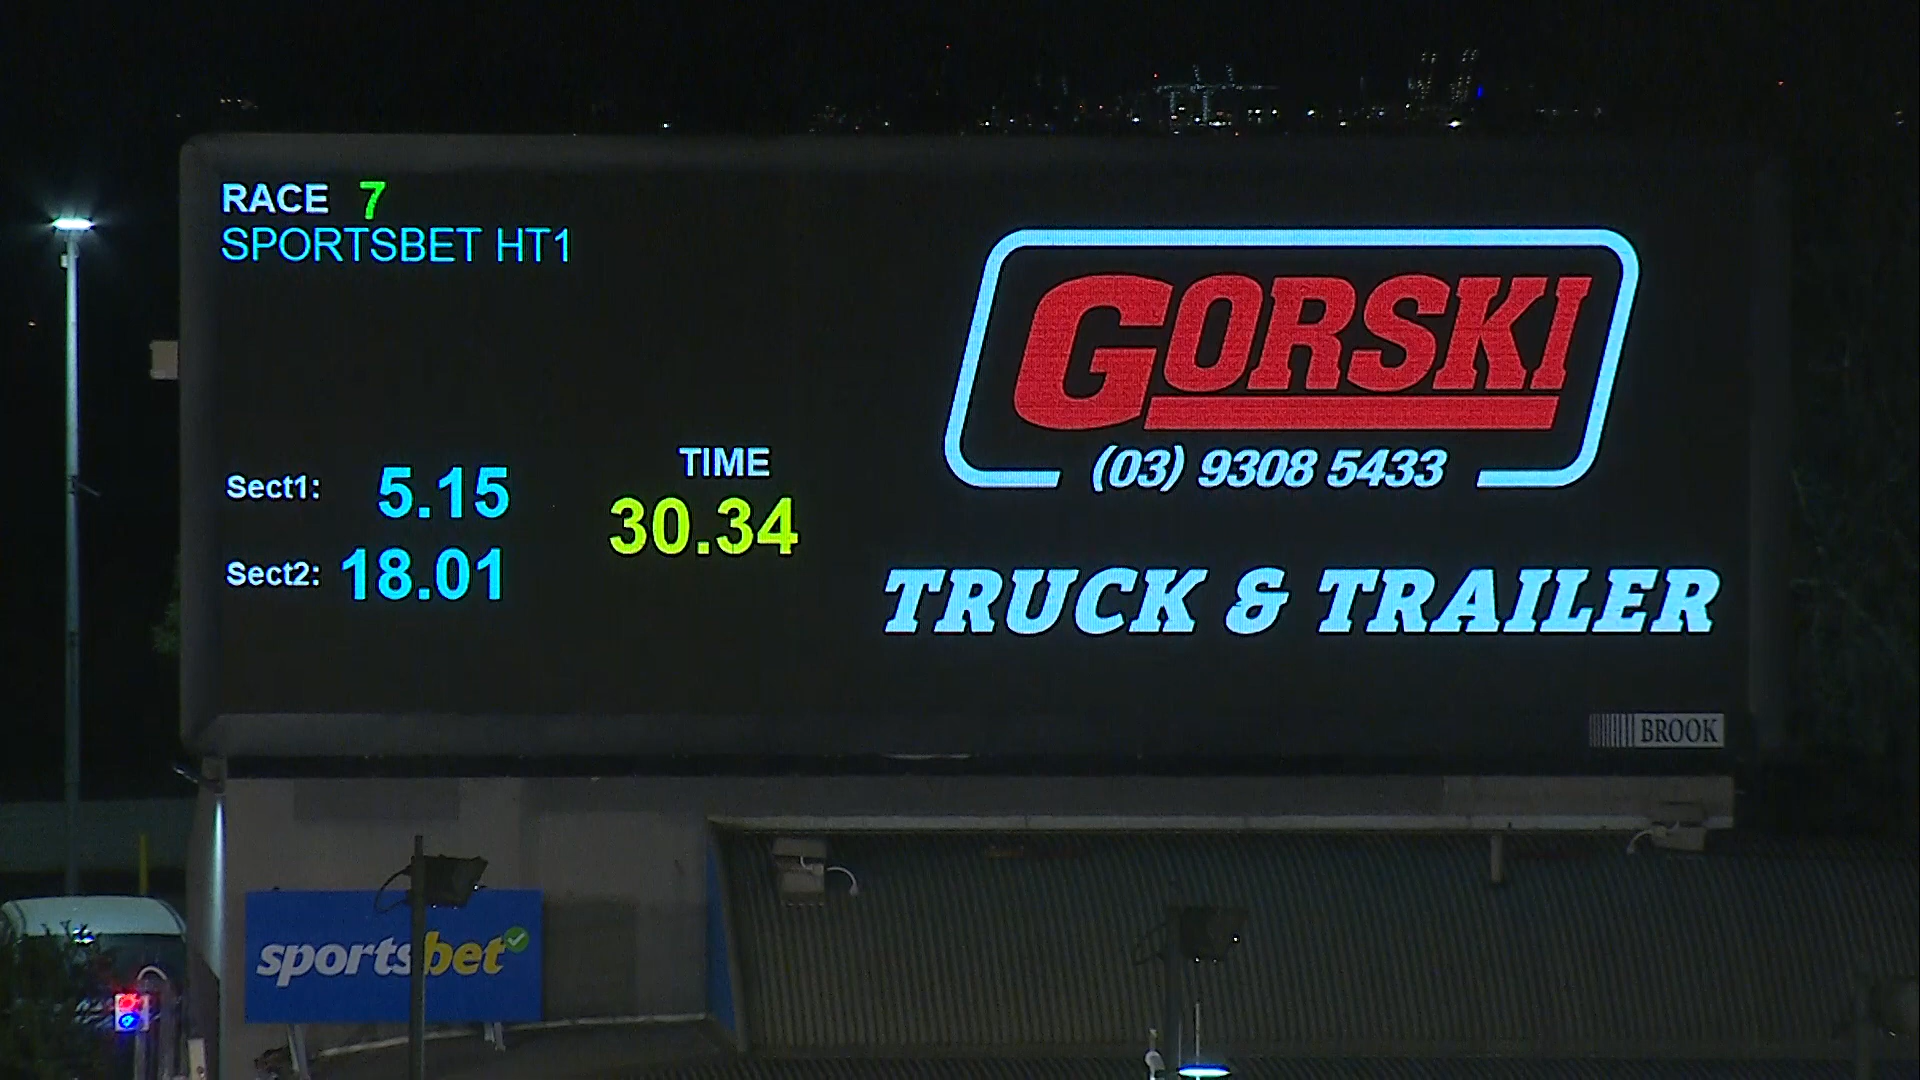 RACE 7
SPORTSBET HT1
Sect1: 5.15
Sect2: 18.01
TIME
30.34
GORSKI
(03) 9308 5433
TRUCK & TRAILER
BROOK
sportsbet